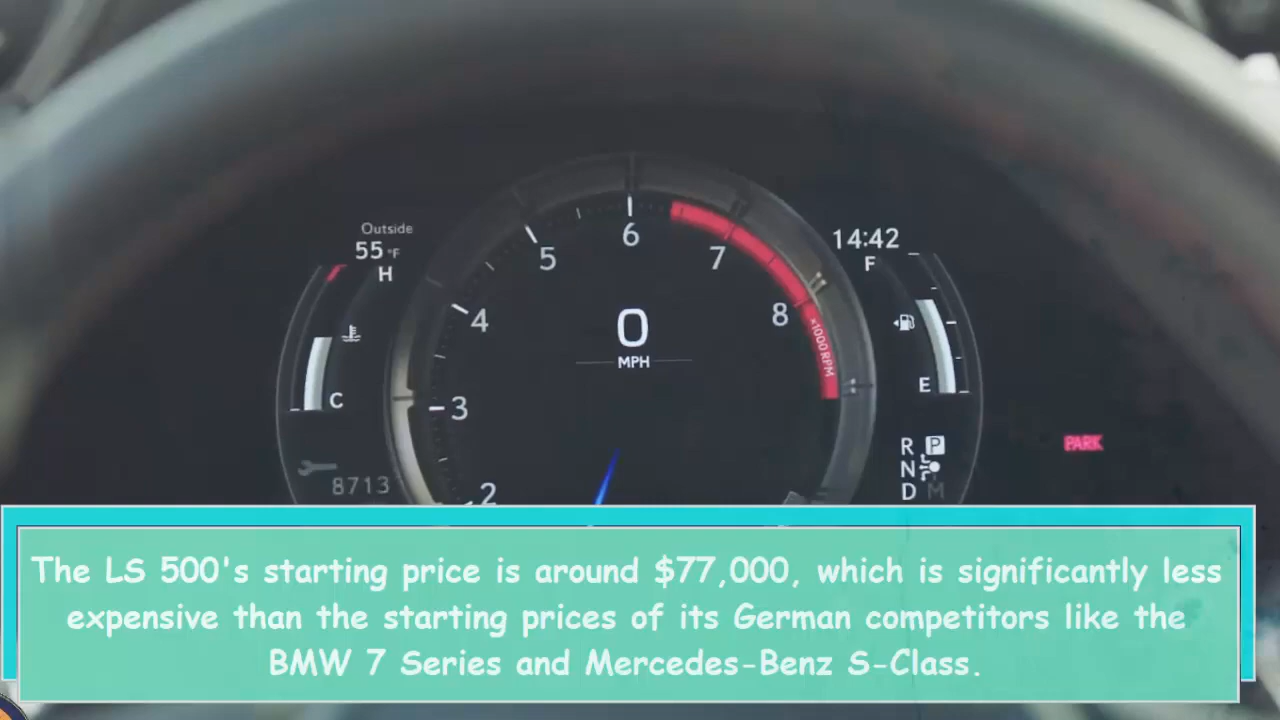 Outside
55 °F
H
C
8713
2
3
4
5
6
7
8
x1000 RPM
0
MPH
14:42
F
E
R P
N
D M
PARK
The LS 500's starting price is around $77,000, which is significantly less
expensive than the starting prices of its German competitors like the
BMW 7 Series and Mercedes-Benz S-Class.